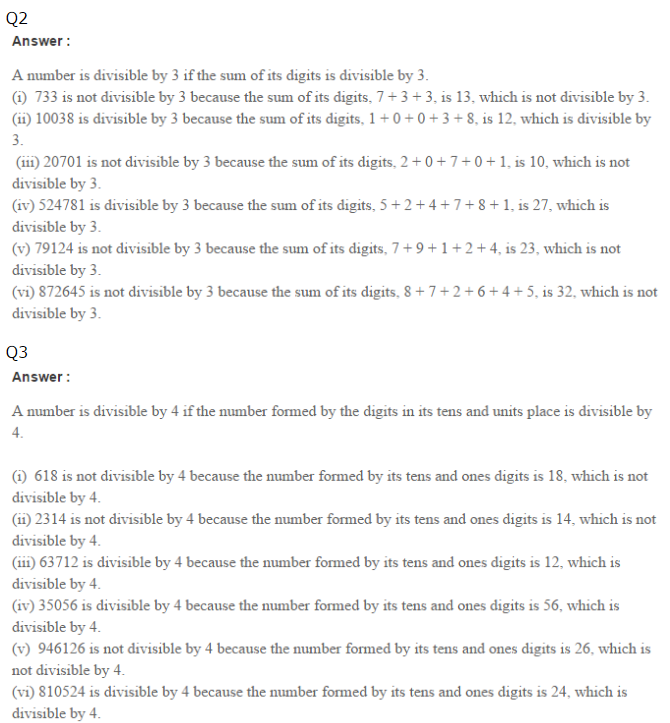 Q2
Answer :
A number is divisible by 3 if the sum of its digits is divisible by 3.
(i)  733 is not divisible by 3 because the sum of its digits, 7 + 3 + 3, is 13, which is not divisible by 3.
(ii) 10038 is divisible by 3 because the sum of its digits, 1 + 0 + 0 + 3 + 8, is 12, which is divisible by
3.
(iii) 20701 is not divisible by 3 because the sum of its digits, 2 + 0 + 7 + 0 + 1, is 10, which is not
divisible by 3.
(iv) 524781 is divisible by 3 because the sum of its digits, 5 + 2 + 4 + 7 + 8 + 1, is 27, which is
divisible by 3.
(v) 79124 is not divisible by 3 because the sum of its digits, 7 + 9 + 1 + 2 + 4, is 23, which is not
divisible by 3.
(vi) 872645 is not divisible by 3 because the sum of its digits, 8 + 7 + 2 + 6 + 4 + 5, is 32, which is not
divisible by 3.
Q3
Answer :
A number is divisible by 4 if the number formed by the digits in its tens and units place is divisible by
4.
(i)  618 is not divisible by 4 because the number formed by its tens and ones digits is 18, which is not
divisible by 4.
(ii) 2314 is not divisible by 4 because the number formed by its tens and ones digits is 14, which is not
divisible by 4.
(iii) 63712 is divisible by 4 because the number formed by its tens and ones digits is 12, which is
divisible by 4.
(iv) 35056 is divisible by 4 because the number formed by its tens and ones digits is 56, which is
divisible by 4.
(v)  946126 is not divisible by 4 because the number formed by its tens and ones digits is 26, which is
not divisible by 4.
(vi) 810524 is divisible by 4 because the number formed by its tens and ones digits is 24, which is
divisible by 4.